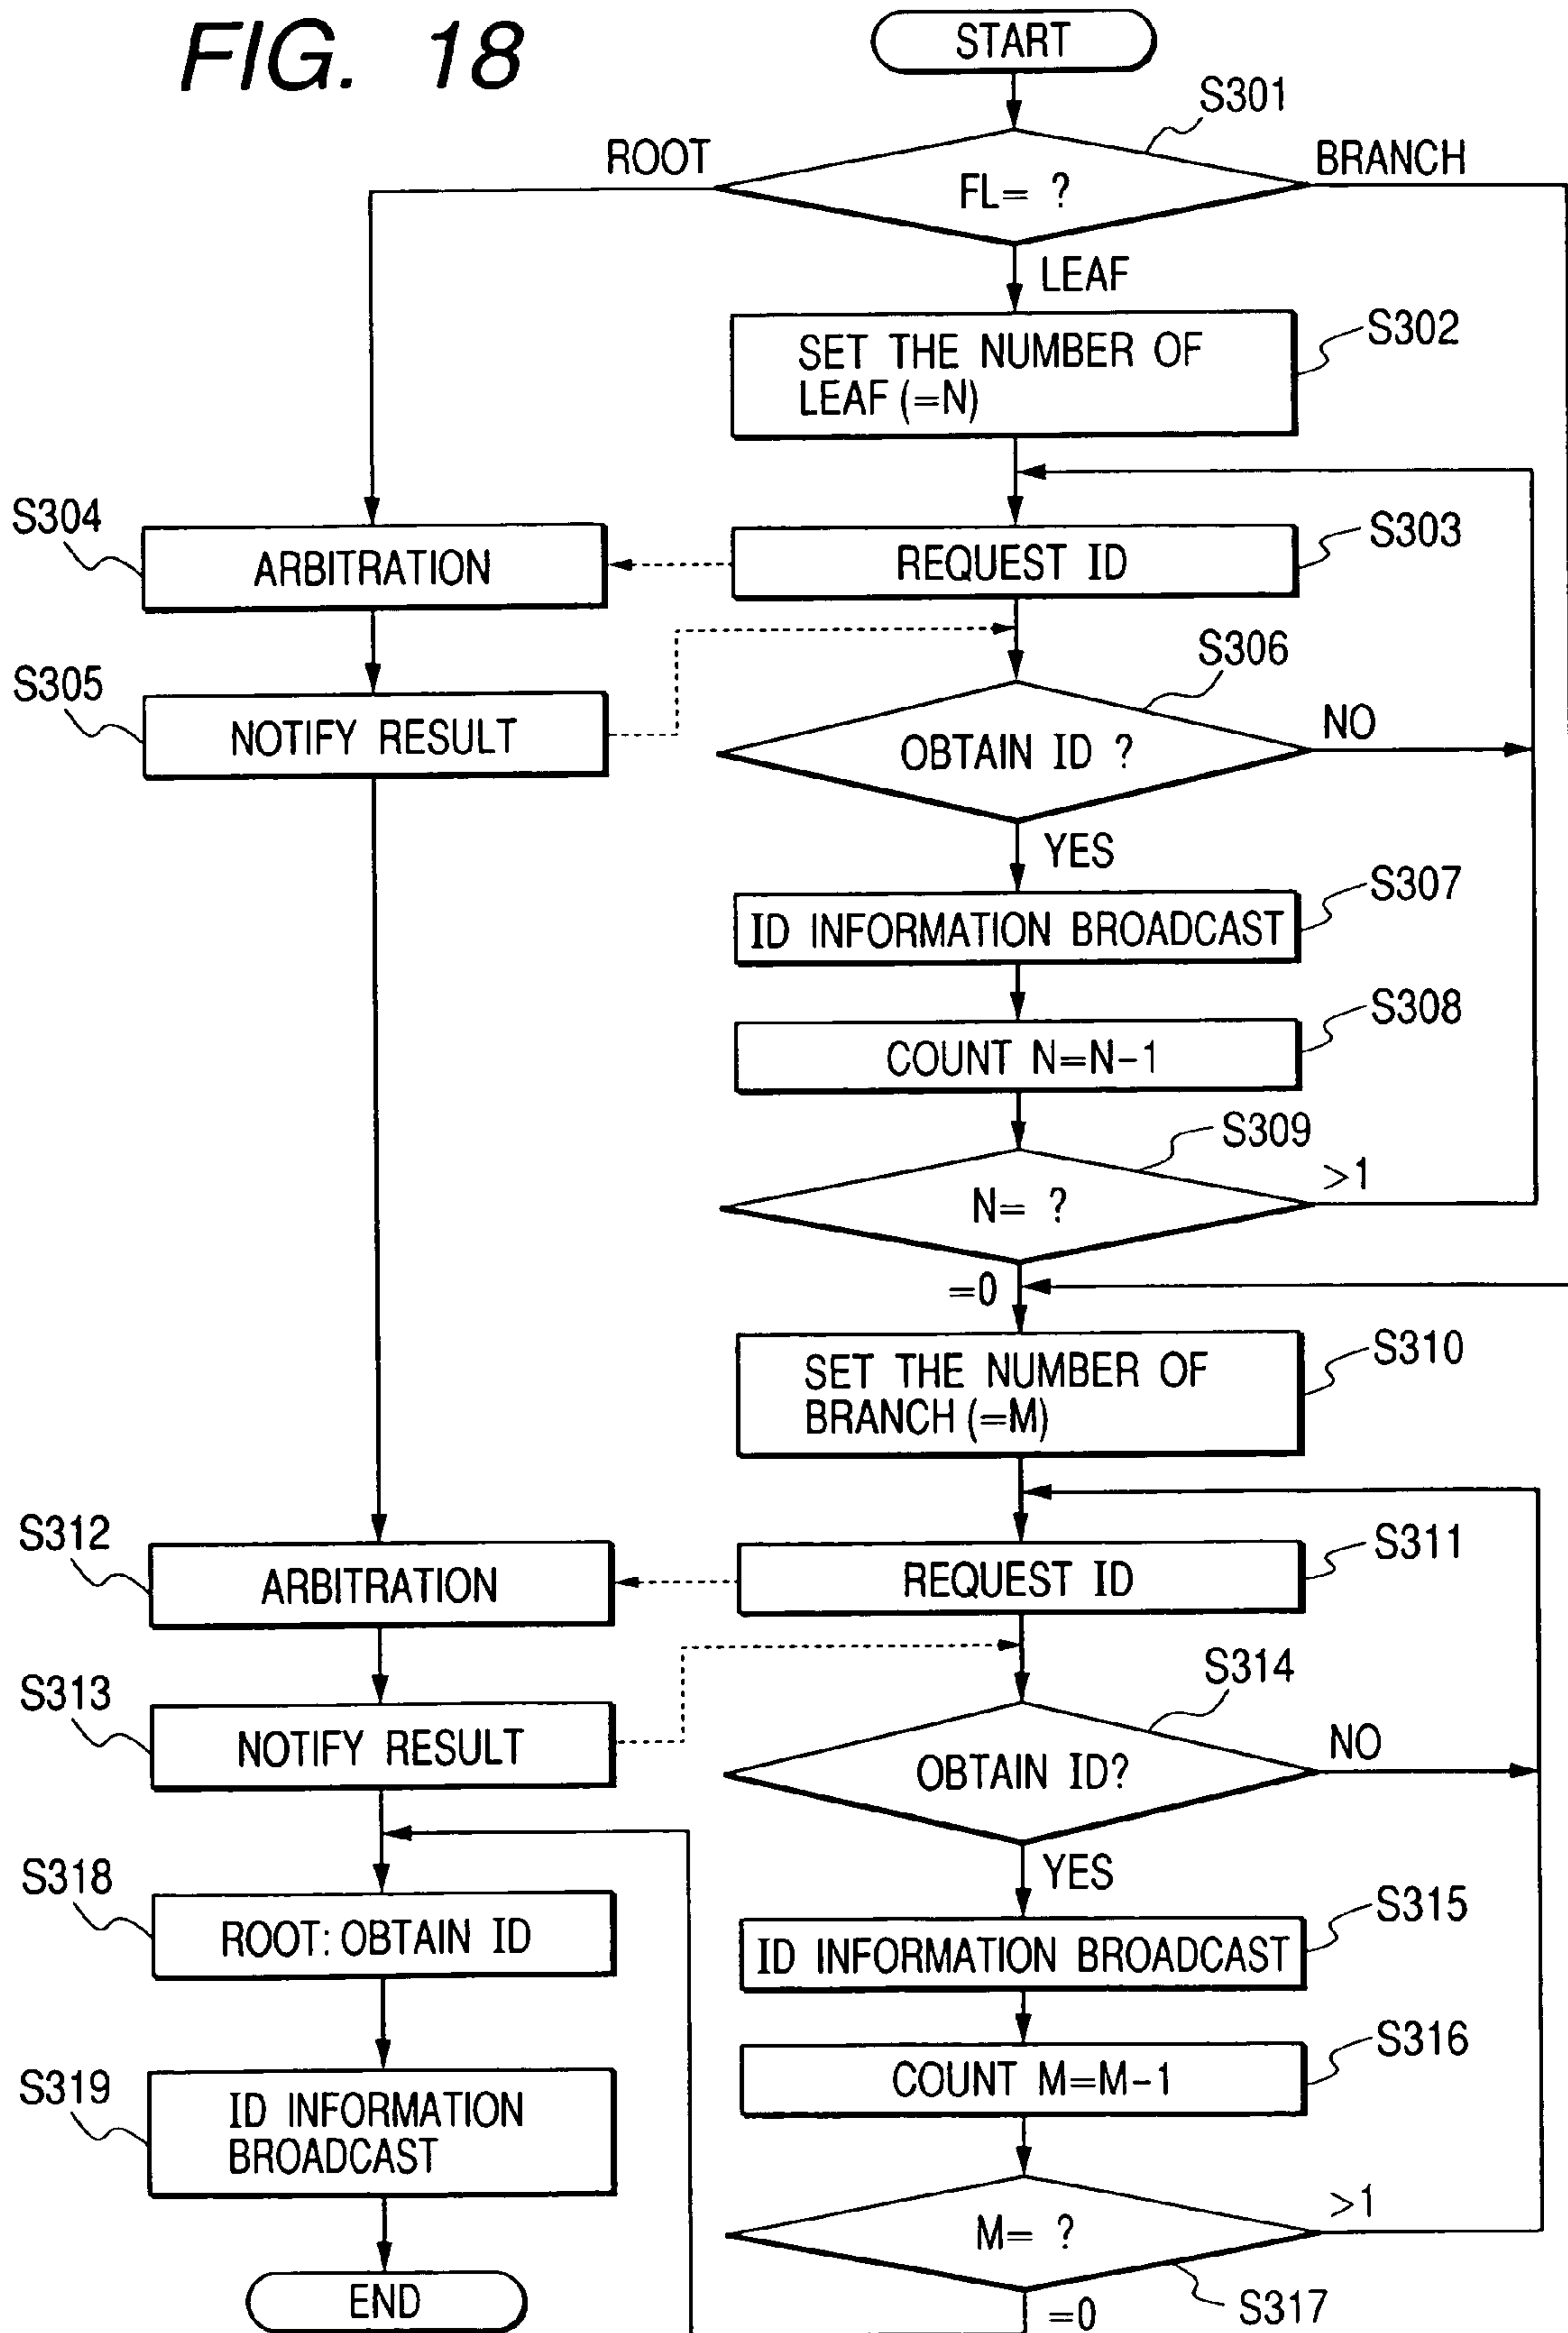 FIG. 18
START
S301
ROOT
BRANCH
FL= ?
LEAF
SET THE NUMBER OF
LEAF (=N)
S302
S304
ARBITRATION
REQUEST ID
S303
S305
NOTIFY RESULT
S306
OBTAIN ID ?
NO
YES
ID INFORMATION BROADCAST
S307
COUNT N=N-1
S308
S309
N= ?
>1
=0
SET THE NUMBER OF
BRANCH (=M)
S310
S312
ARBITRATION
REQUEST ID
S311
S313
NOTIFY RESULT
S314
OBTAIN ID?
NO
YES
S318
ROOT: OBTAIN ID
ID INFORMATION BROADCAST
S315
COUNT M=M-1
S316
S319
ID INFORMATION
BROADCAST
M= ?
>1
S317
=0
END